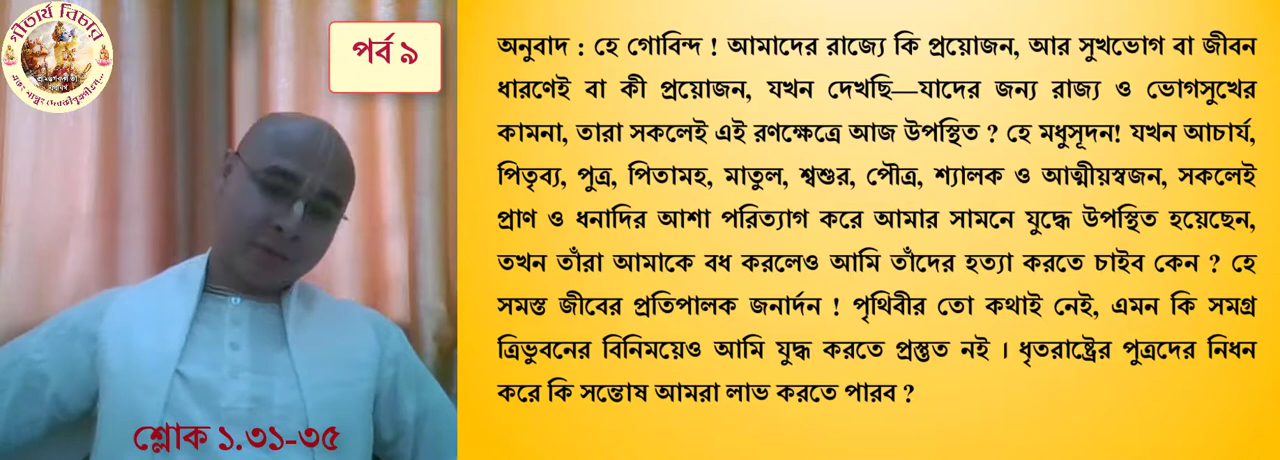 গীতার্থ বিচার
পর্ব ৯
শ্লোক ১.৩১-৩৫
অনুবাদ : হে গোবিন্দ ! আমাদের রাজ্যে কি প্রয়োজন, আর সুখভোগ বা জীবন
ধারণেই বা কী প্রয়োজন, যখন দেখছি—যাদের জন্য রাজ্য ও ভোগসুখের
কামনা, তারা সকলেই এই রণক্ষেত্রে আজ উপস্থিত ? হে মধুসূদন! যখন আচার্য,
পিতৃব্য, পুত্র, পিতামহ, মাতুল, শ্বশুর, পৌত্র, শ্যালক ও আত্মীয়স্বজন, সকলেই
প্রাণ ও ধনাদির আশা পরিত্যাগ করে আমার সামনে যুদ্ধে উপস্থিত হয়েছেন,
তখন তাঁরা আমাকে বধ করলেও আমি তাঁদের হত্যা করতে চাইব কেন ? হে
সমস্ত জীবের প্রতিপালক জনার্দন ! পৃথিবীর তো কথাই নেই, এমন কি সমগ্র
ত্রিভুবনের বিনিময়েও আমি যুদ্ধ করতে প্রস্তুত নই । ধৃতরাষ্ট্রের পুত্রদের নিধন
করে কি সন্তোষ আমরা লাভ করতে পারব ?